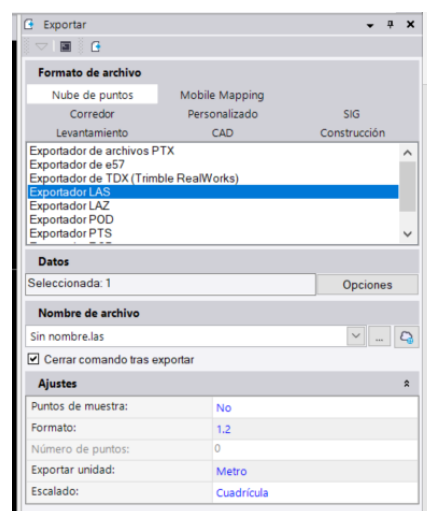 Exportar
Formato de archivo
Nube de puntos Mobile Mapping
Corredor Personalizado SIG
Levantamiento CAD Construcción
Exportador de archivos PTX
Exportador de e57
Exportador de TDX (Trimble RealWorks)
Exportador LAS
Exportador LAZ
Exportador POD
Exportador PTS
Datos
Seleccionada: 1 Opciones
Nombre de archivo
Sin nombre.las ...
Cerrar comando tras exportar
Ajustes
Puntos de muestra: No
Formato: 1.2
Número de puntos: 0
Exportar unidad: Metro
Escalado: Cuadrícula